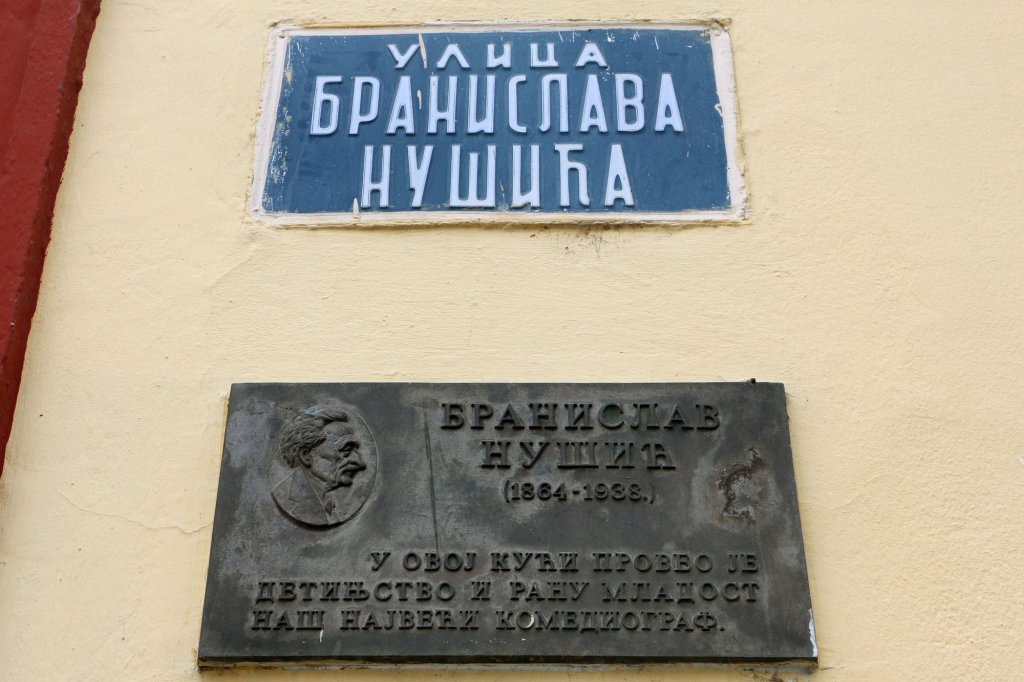 УЛИЦА
БРАНИСЛАВА
НУШИЋА
БРАНИСЛАВ
НУШИЋ
(1864-1938.)
У ОВОЈ КУЋИ ПРОВЕО ЈЕ
ДЕТИЊСТВО И РАНУ МЛАДОСТ
НАШ НАЈВЕЋИ КОМЕДИОГРАФ.